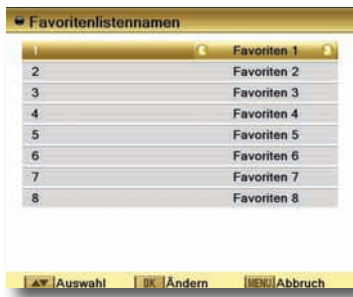 Favoritenlistennamen
1 Favoriten 1
2 Favoriten 2
3 Favoriten 3
4 Favoriten 4
5 Favoriten 5
6 Favoriten 6
7 Favoriten 7
8 Favoriten 8
▲▼ Auswahl OK Ändern MENU Abbruch